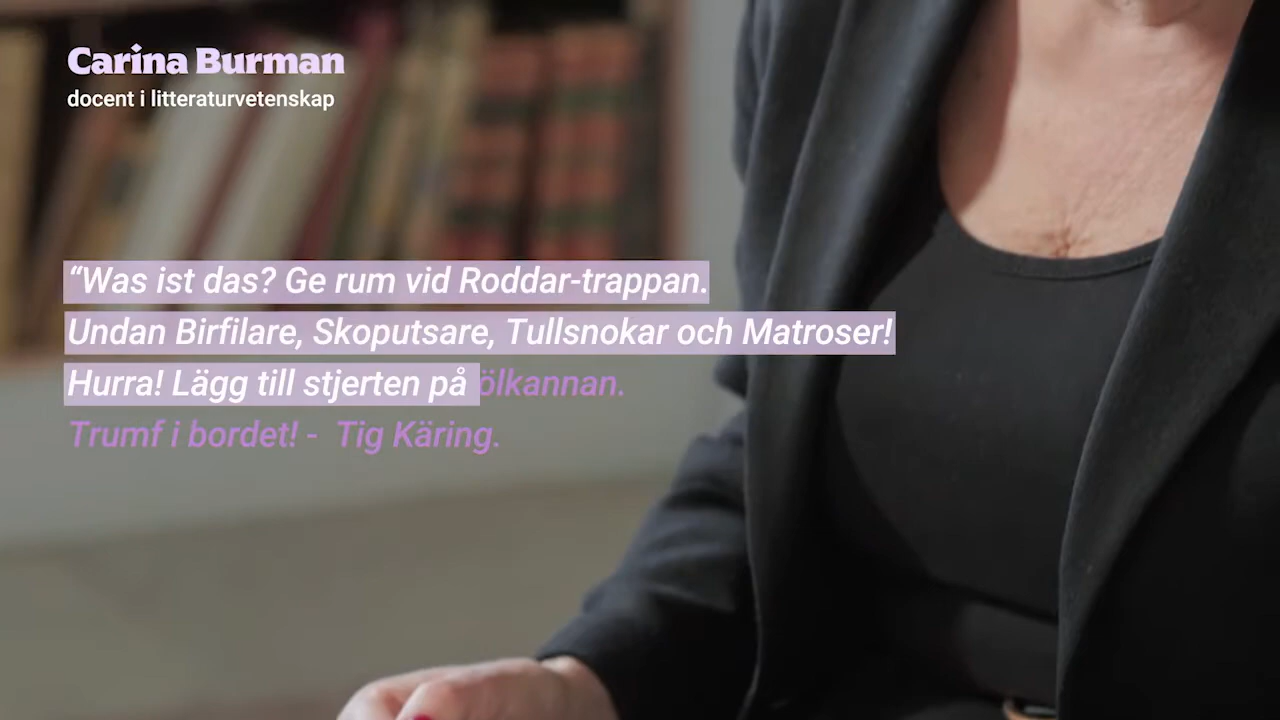 Carina Burman
docent i litteraturvetenskap
“Was ist das? Ge rum vid Roddar-trappan.
Undan Birfilare, Skoputsare, Tullsnokar och Matroser!
Hurra! Lägg till stjerten på ölkannan.
Trumf i bordet! - Tig Käring.